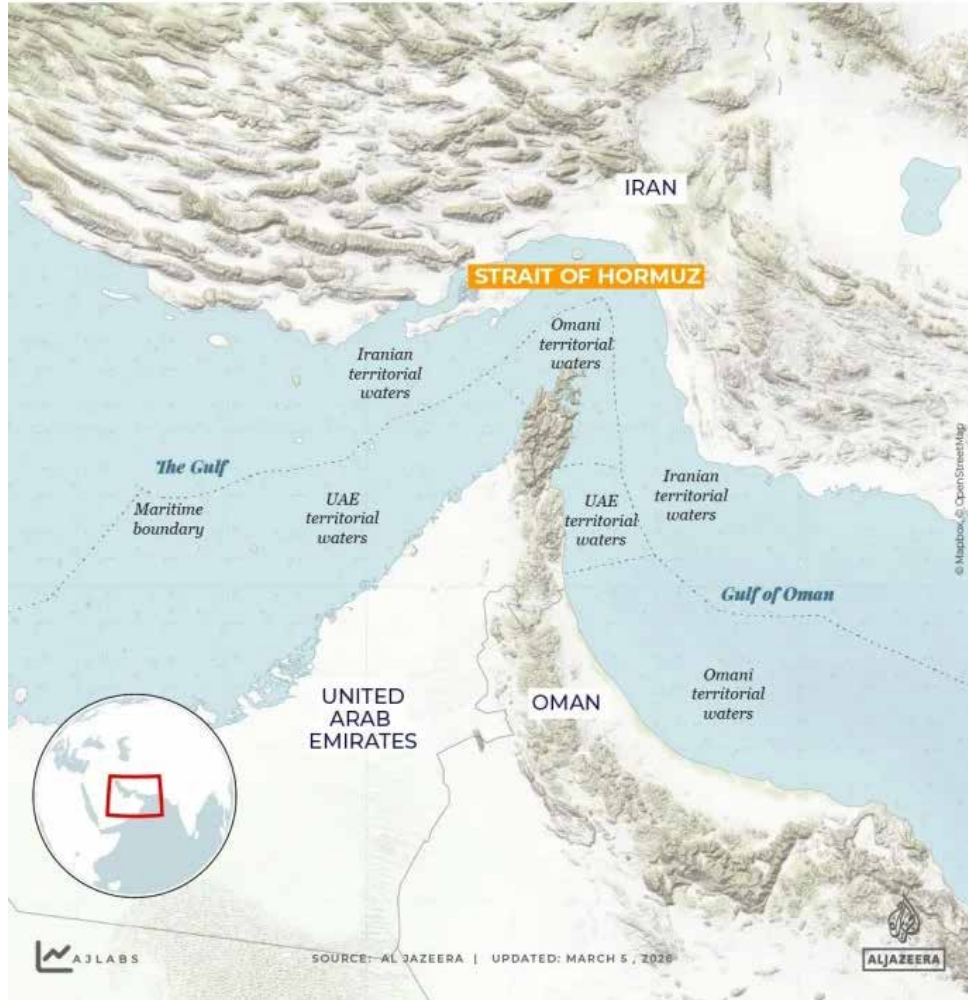 IRAN
STRAIT OF HORMUZ
Omani
territorial
waters
Iranian
territorial
waters
The Gulf
Maritime
boundary
UAE
territorial
waters
UAE
territorial
waters
Iranian
territorial
waters
Gulf of Oman
Omani
territorial
waters
UNITED
ARAB
EMIRATES
OMAN
© Mapbox, © OpenStreetMap
AJLABS
SOURCE: AL JAZEERA | UPDATED: MARCH 5, 2026
ALJAZEERA